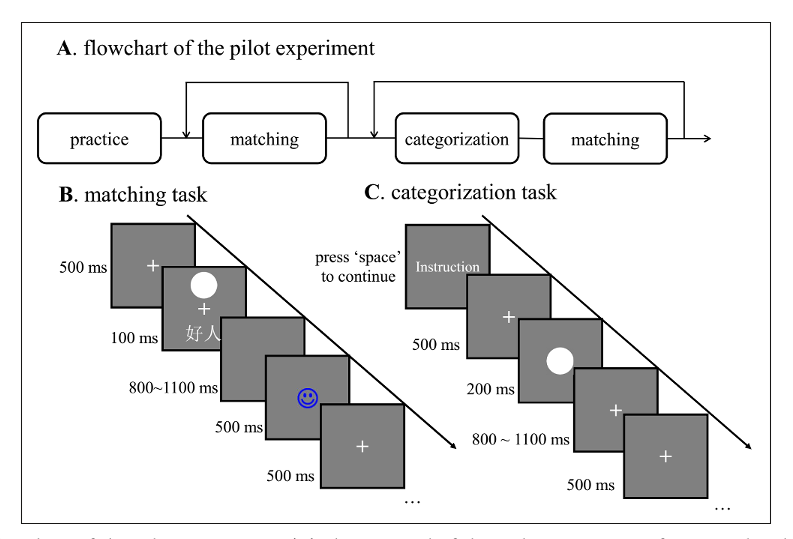 A. flowchart of the pilot experiment
practice
matching
categorization
matching
B. matching task
500 ms
+
+
好人
100 ms
800~1100 ms
500 ms
+
500 ms
...
C. categorization task
press ‘space’
to continue
Instruction
+
500 ms
200 ms
+
800 ~ 1100 ms
+
500 ms
...